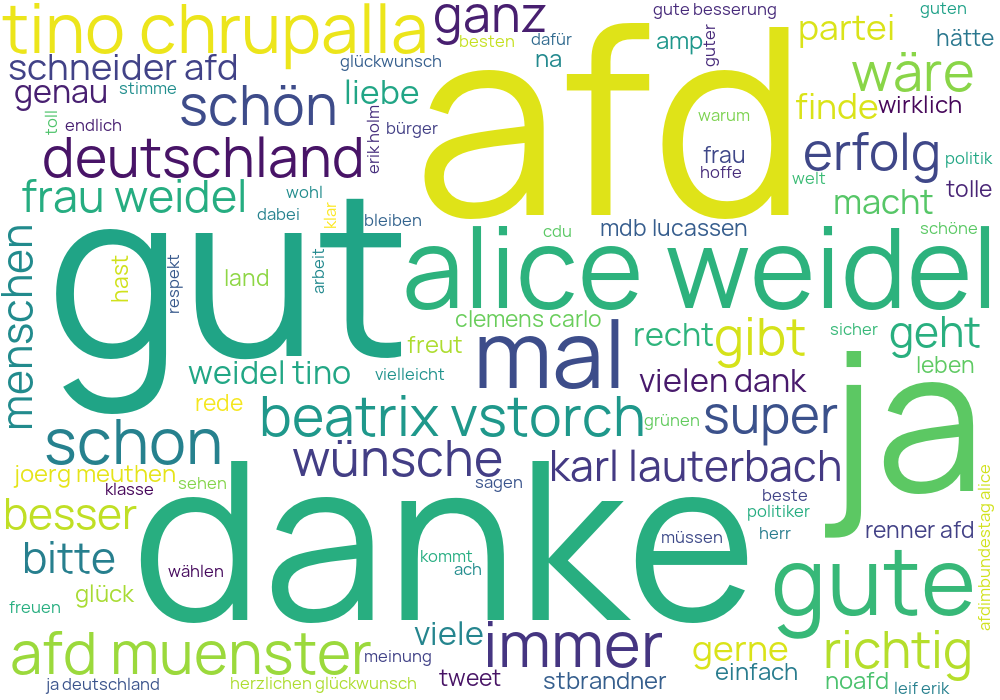 tino chrupalla
ganz
gute besserung
guten
besten
dafür
amp
guter
partei
hätte
schneider afd
glückwunsch
na
afd
wäre
genau
stimme
schön
liebe
finde
wirklich
toll
endlich
erik holm
bürger
warum
deutschland
frau
hoffe
erfolg
politik
frau weidel
wohl
welt
tolle
dabei
klar
bleiben
macht
gut
cdu
mdb lucassen
schöne
menschen
hast
respekt
land
arbeit
alice weidel
clemens carlo
recht
gibt
sicher
geht
freut
mal
leben
weidel tino
vielleicht
vielen dank
ja
rede
beatrix vstorch
grünen
super
schon
wünsche
karl lauterbach
joerg meuthen
sehen
klasse
sagen
beste
politiker
besser
danke
müssen
herr
renner afd
afdimbundestag alice
bitte
wählen
kommt
ach
gute
glück
freuen
afd muenster
viele
immer
gerne
richtig
meinung
einfach
ja deutschland
herzlichen glückwunsch
tweet
stbrandner
noafd
leif erik